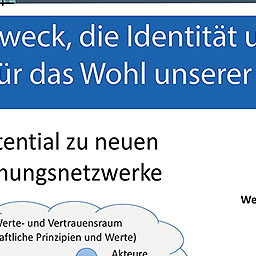 weck, die Identität u
ür das Wohl unserer
tential zu neuen
nungsnetzwerke
Werte- und Vertrauensraum
aftliche Prinzipien und Werte)
We
Akteure